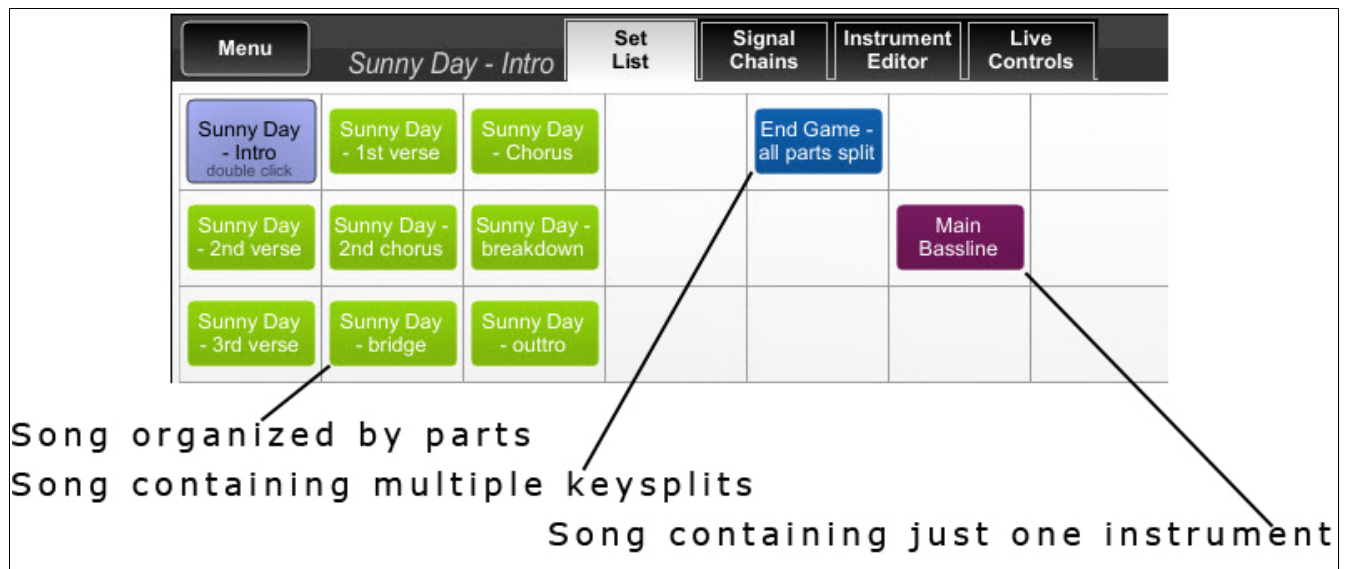 Menu
Sunny Day - Intro
Set
List
Signal
Chains
Instrument
Editor
Live
Controls
Sunny Day
- Intro
double click
Sunny Day
- 1st verse
Sunny Day
- Chorus
End Game -
all parts split
Sunny Day
- 2nd verse
Sunny Day -
2nd chorus
Sunny Day -
breakdown
Main
Bassline
Sunny Day
- 3rd verse
Sunny Day
- bridge
Sunny Day
- outtro
Song organized by parts
Song containing multiple keysplits
Song containing just one instrument